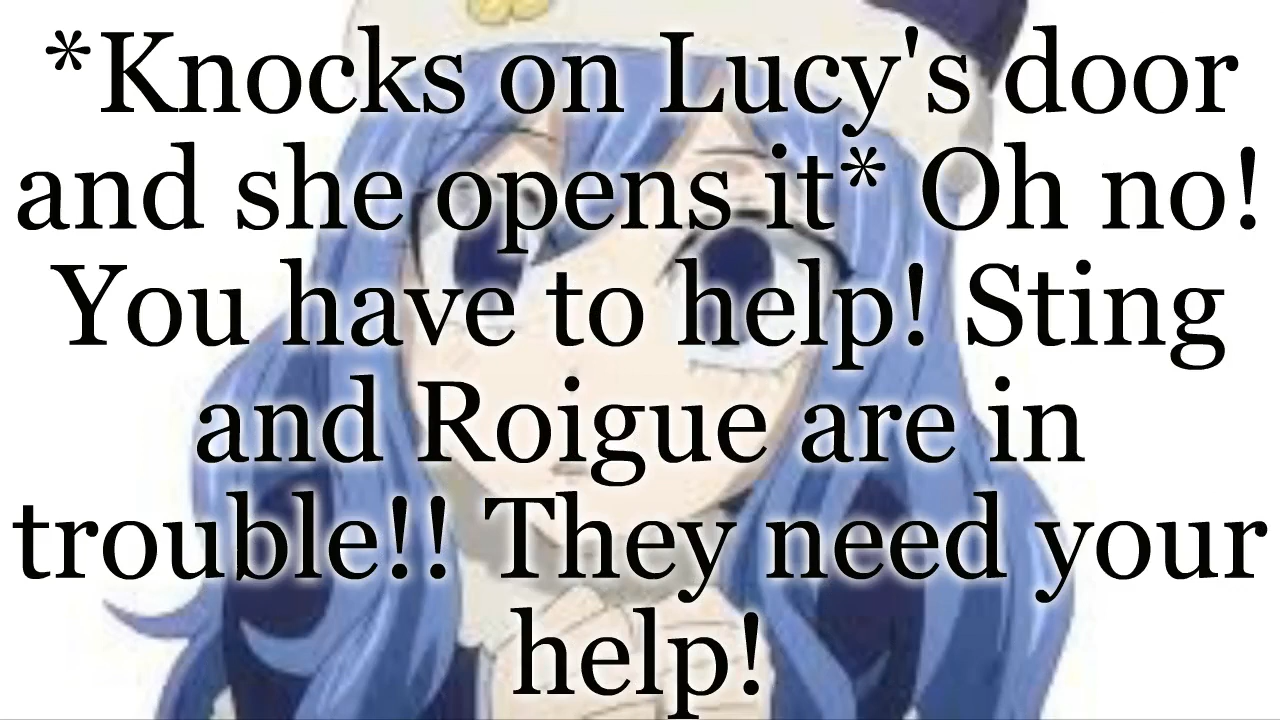 *Knocks on Lucy's door
and she opens it* Oh no!
You have to help! Sting
and Roigue are in
trouble!! They need your
help!